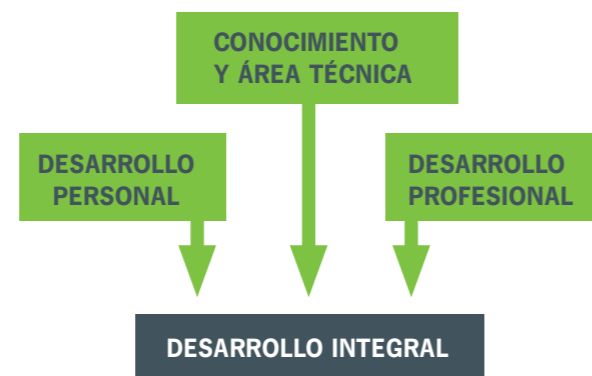 CONOCIMIENTO
Y ÁREA TÉCNICA
DESARROLLO
PERSONAL
DESARROLLO
PROFESIONAL
DESARROLLO INTEGRAL